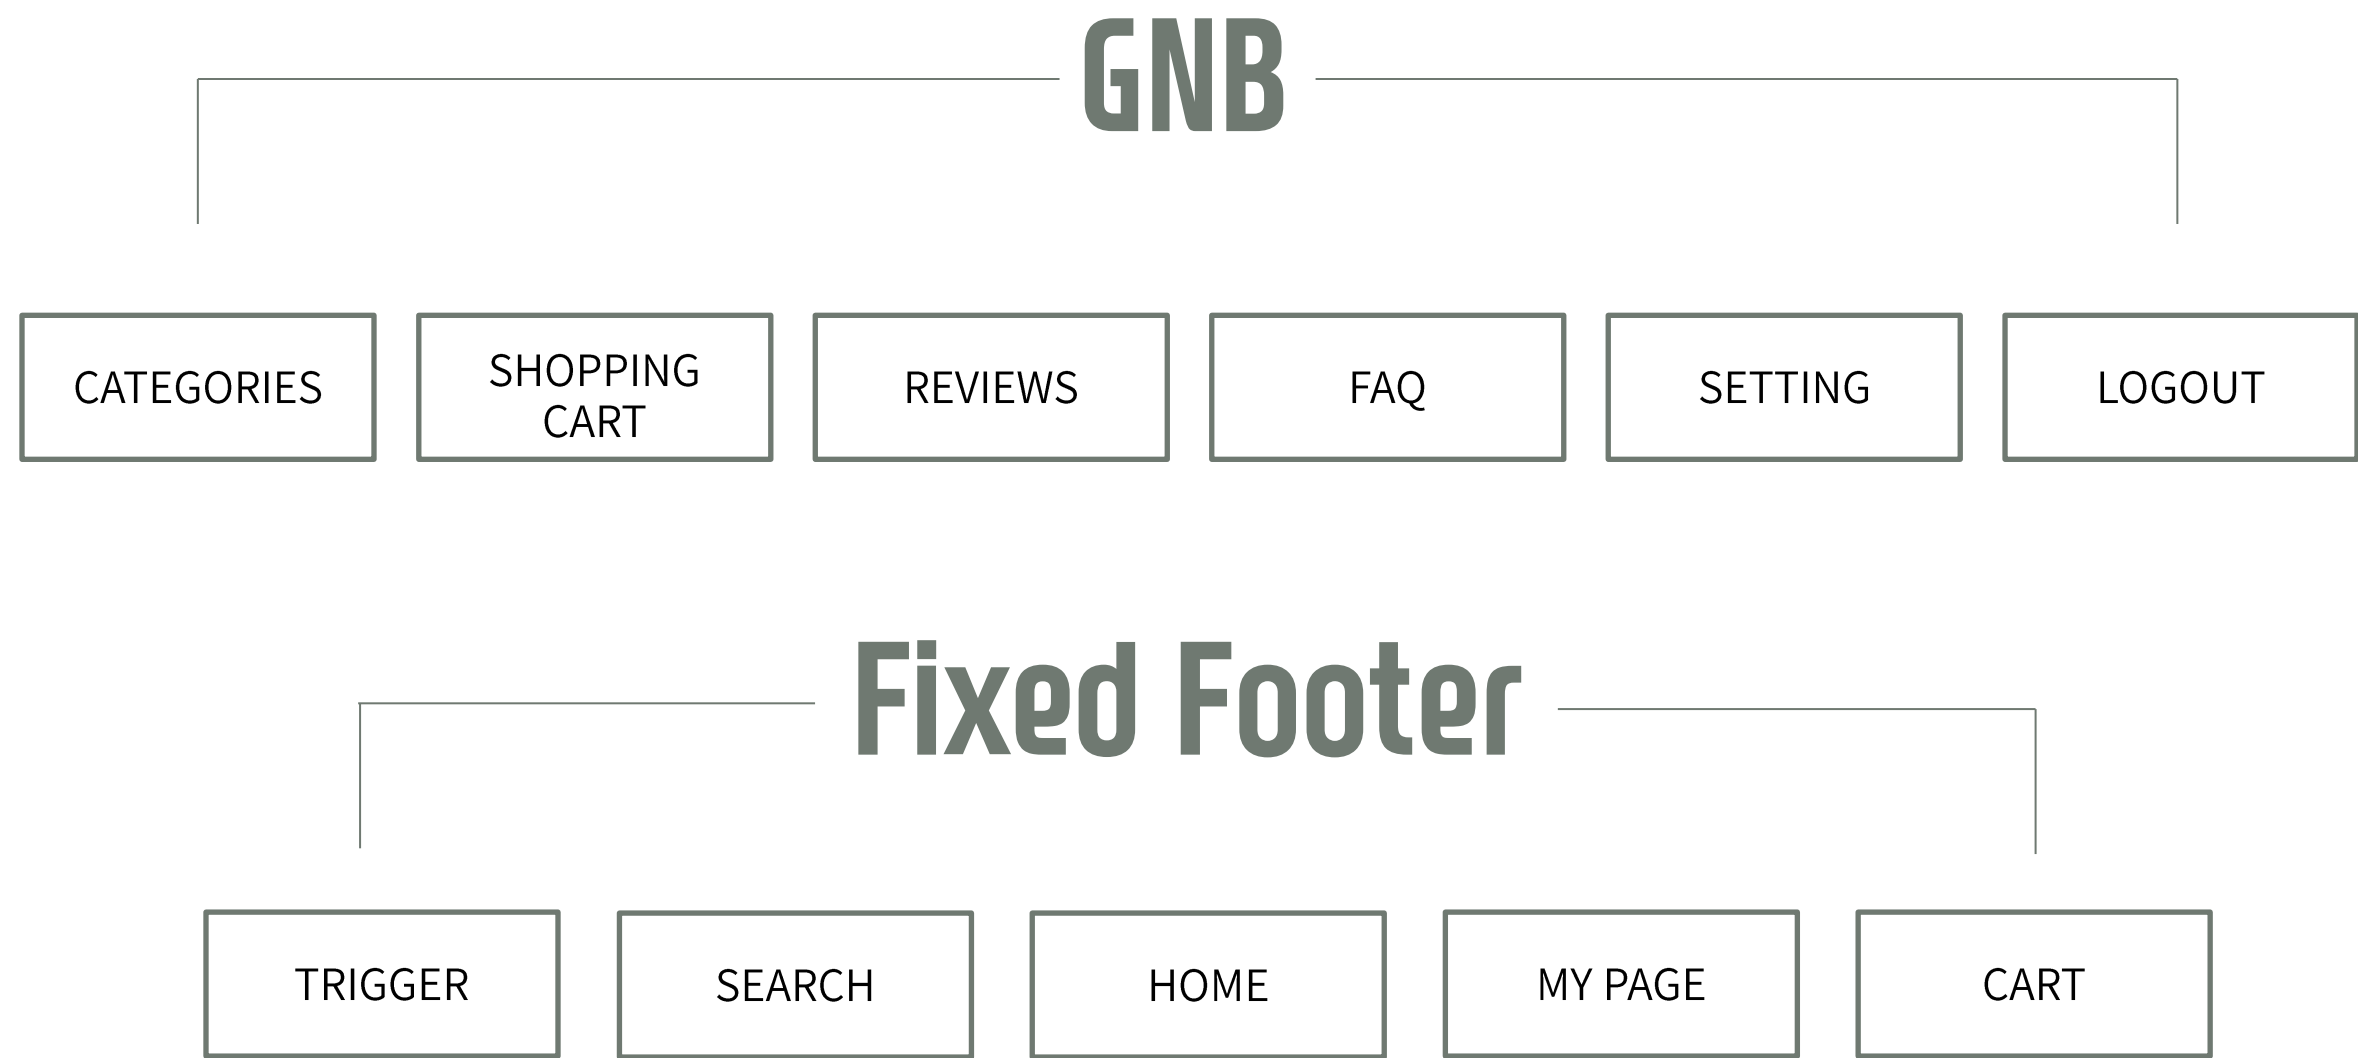 GNB
CATEGORIES
SHOPPING
CART
REVIEWS
FAQ
SETTING
LOGOUT
Fixed Footer
TRIGGER
SEARCH
HOME
MY PAGE
CART